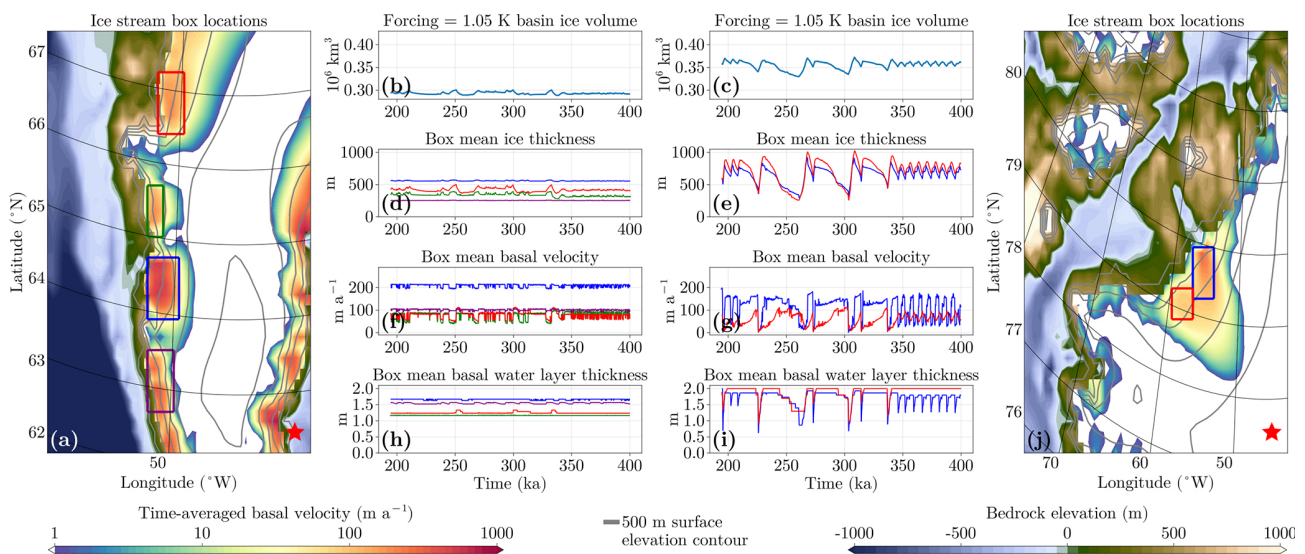 Ice stream box locations
67
66
65
64
63
62
Latitude (°N)
(a)
50
Longitude (°W)
Forcing = 1.05 K basin ice volume
10⁶ km³
0.40
0.35
0.30
(b)
200 250 300 350 400
Box mean ice thickness
m
1000
500
0
(d)
200 250 300 350 400
Box mean basal velocity
m a⁻¹
200
100
0
(f)
200 250 300 350 400
Box mean basal water layer thickness
m
2.0
1.5
1.0
0.5
0.0
(h)
200 250 300 350 400
Time (ka)
Forcing = 1.05 K basin ice volume
10⁶ km³
0.40
0.35
0.30
(c)
200 250 300 350 400
Box mean ice thickness
m
1000
500
0
(e)
200 250 300 350 400
Box mean basal velocity
m a⁻¹
200
100
0
(g)
200 250 300 350 400
Box mean basal water layer thickness
m
2.0
1.5
1.0
0.5
0.0
(i)
200 250 300 350 400
Time (ka)
Ice stream box locations
80
79
78
77
76
Latitude (°N)
(j)
70 60 50
Longitude (°W)
Time-averaged basal velocity (m a⁻¹)
1 10 100 1000
500 m surface
elevation contour
Bedrock elevation (m)
-1000 -500 0 500 1000